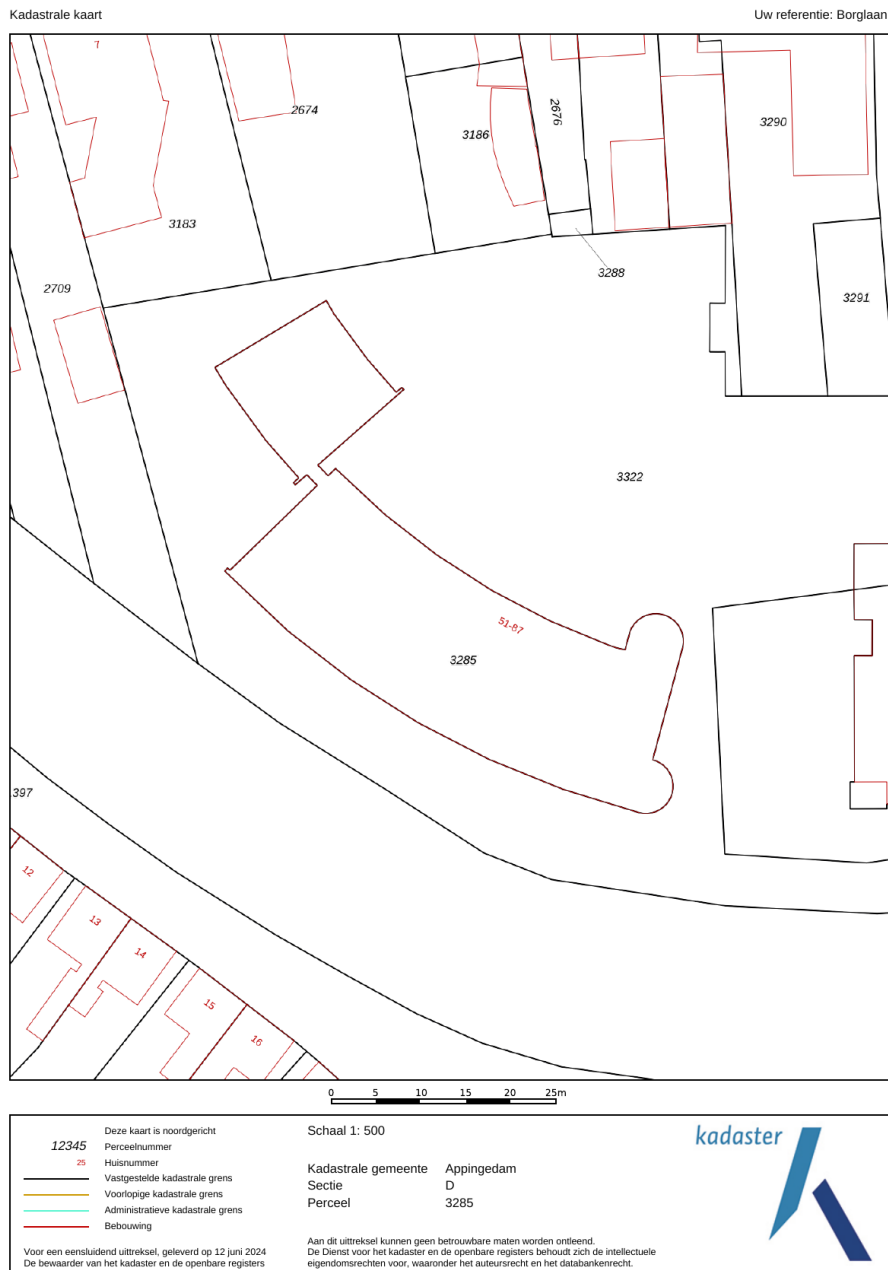 Kadastrale kaart
Uw referentie: Borglaan
7
2674
2676
3186
3290
3183
3288
2709
3291
3322
51-87
3285
397
12
13
14
15
16
0 5 10 15 20 25m
Deze kaart is noordgericht
12345 Perceelnummer
25 Huisnummer
Vastgestelde kadastrale grens
Voorlopige kadastrale grens
Administratieve kadastrale grens
Bebouwing
Voor een eensluidend uittreksel, geleverd op 12 juni 2024
De bewaarder van het kadaster en de openbare registers
Schaal 1: 500
Kadastrale gemeente Appingedam
Sectie D
Perceel 3285
Aan dit uittreksel kunnen geen betrouwbare maten worden ontleend.
De Dienst voor het kadaster en de openbare registers behoudt zich de intellectuele
eigendomsrechten voor, waaronder het auteursrecht en het databankenrecht.
kadaster